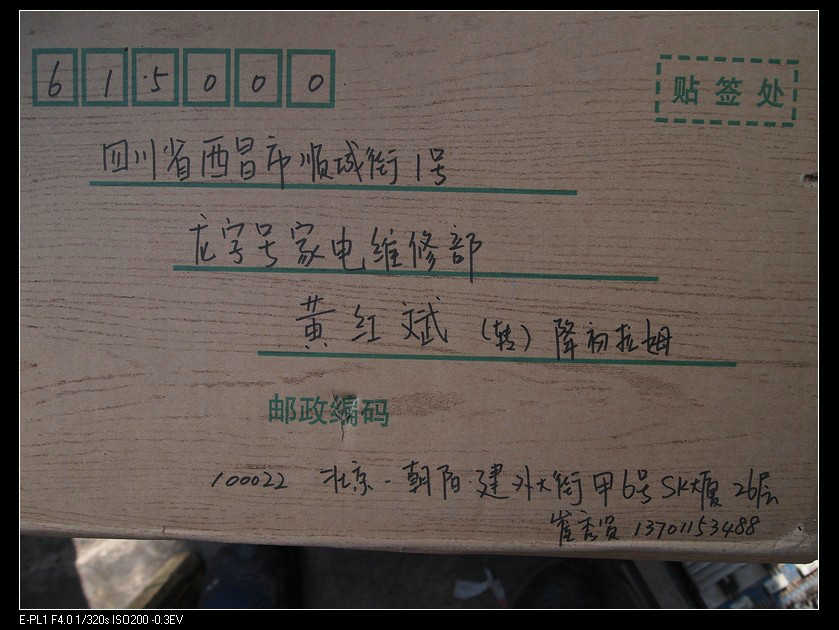 615000
贴签处
四川省西昌市顺城街1号
龙字号家电维修部
黄红斌（转）降初拉姆
邮政编码
100022 北京·朝阳·建外大街甲6号SK大厦26层
崔秀 13701153488
E-PL1 F4.0 1/320s ISO200 -0.3EV